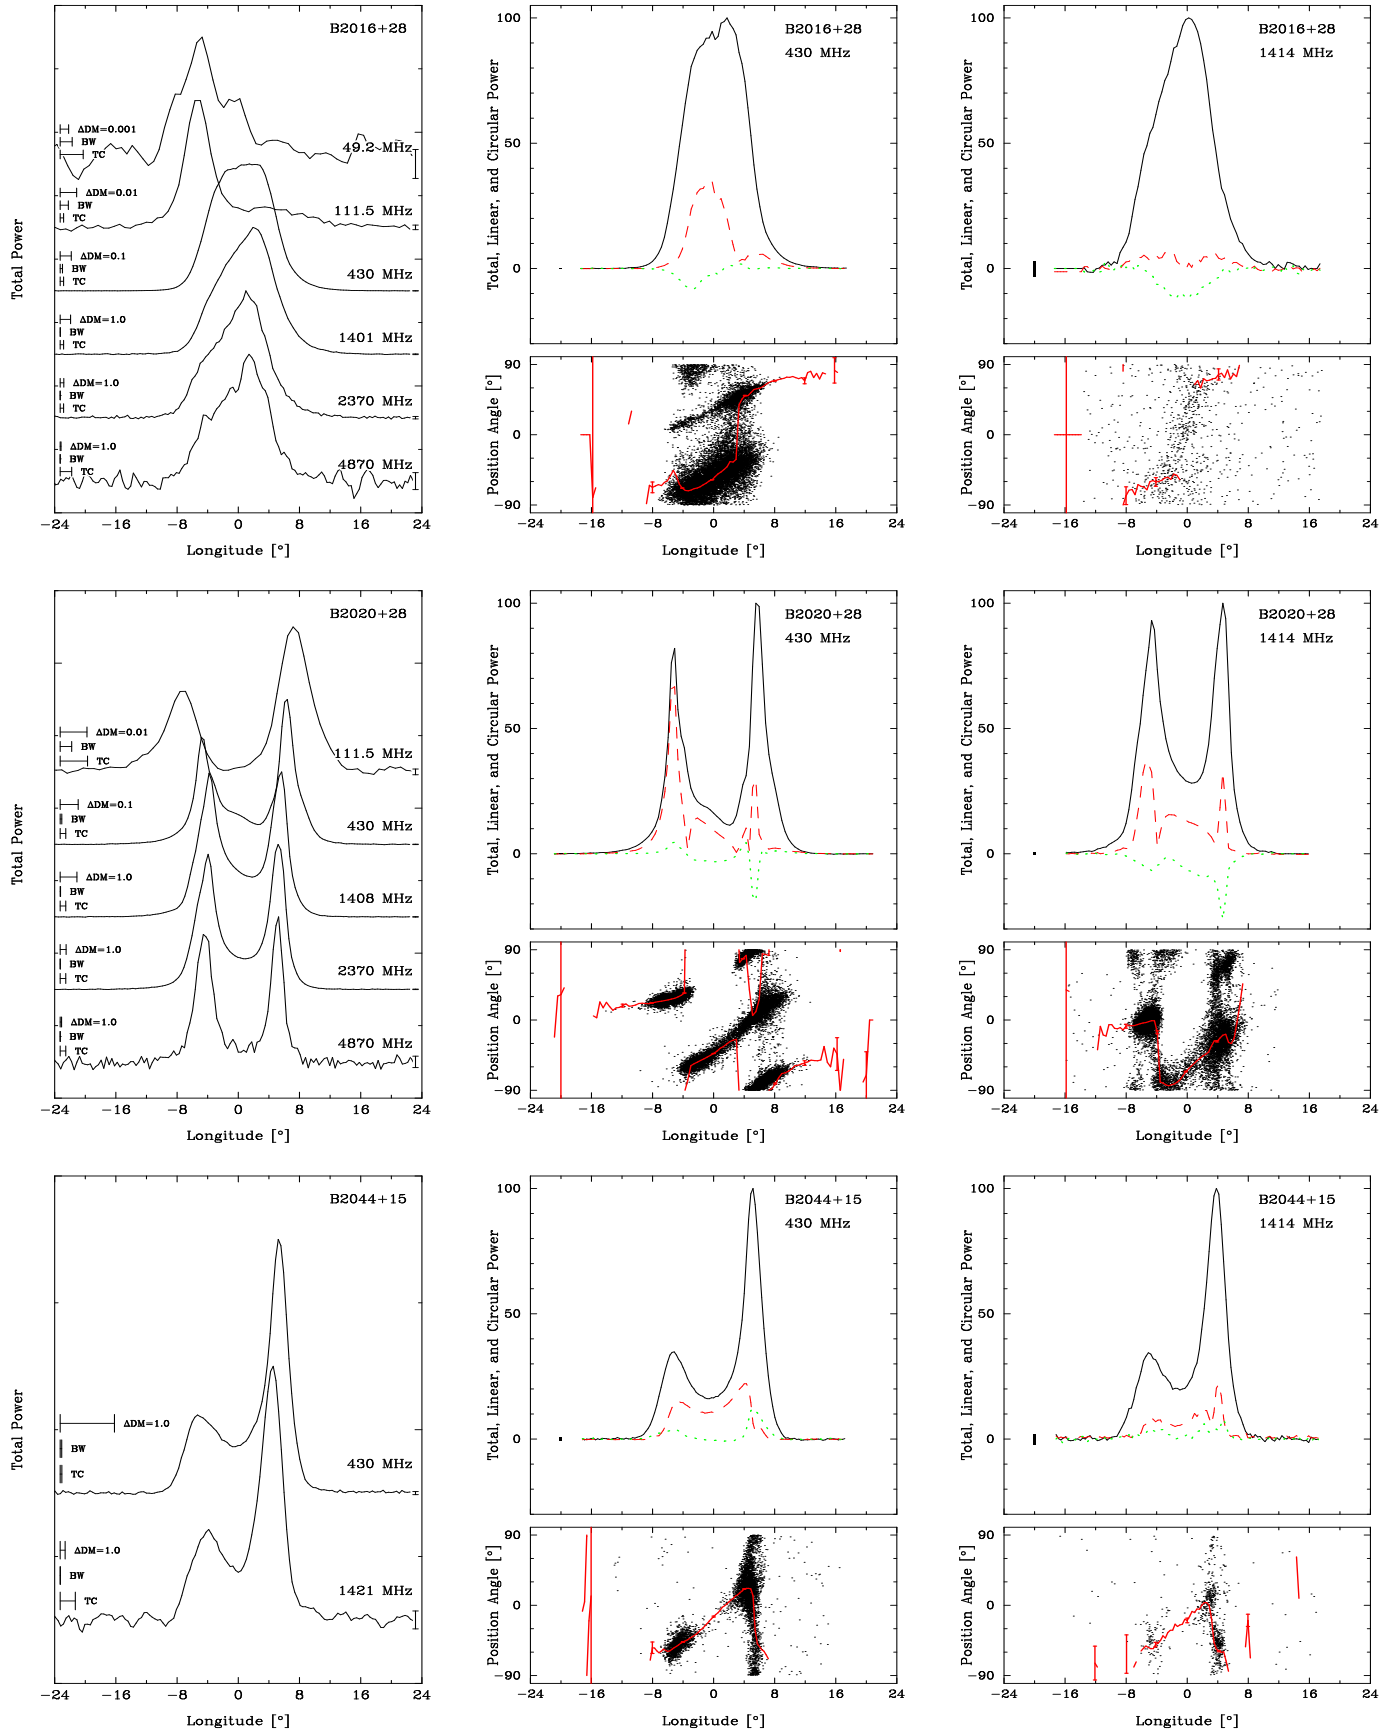 B2016+28
ΔDM=0.001
BW
TC
49.2 MHz
ΔDM=0.01
BW
TC
111.5 MHz
ΔDM=0.1
BW
TC
430 MHz
ΔDM=1.0
BW
TC
1401 MHz
ΔDM=1.0
BW
TC
2370 MHz
ΔDM=1.0
BW
TC
4870 MHz
Total Power
−24 −16 −8 0 8 16 24
Longitude [°]
B2016+28
430 MHz
Total, Linear, and Circular Power
100
50
0
Position Angle [°]
90
0
−90
−24 −16 −8 0 8 16 24
Longitude [°]
B2016+28
1414 MHz
Total, Linear, and Circular Power
100
50
0
Position Angle [°]
90
0
−90
−24 −16 −8 0 8 16 24
Longitude [°]
B2020+28
ΔDM=0.01
BW
TC
111.5 MHz
ΔDM=0.1
BW
TC
430 MHz
ΔDM=1.0
BW
TC
1408 MHz
ΔDM=1.0
BW
TC
2370 MHz
ΔDM=1.0
BW
TC
4870 MHz
Total Power
−24 −16 −8 0 8 16 24
Longitude [°]
B2020+28
430 MHz
Total, Linear, and Circular Power
100
50
0
Position Angle [°]
90
0
−90
−24 −16 −8 0 8 16 24
Longitude [°]
B2020+28
1414 MHz
Total, Linear, and Circular Power
100
50
0
Position Angle [°]
90
0
−90
−24 −16 −8 0 8 16 24
Longitude [°]
B2044+15
ΔDM=1.0
BW
TC
430 MHz
ΔDM=1.0
BW
TC
1421 MHz
Total Power
−24 −16 −8 0 8 16 24
Longitude [°]
B2044+15
430 MHz
Total, Linear, and Circular Power
100
50
0
Position Angle [°]
90
0
−90
−24 −16 −8 0 8 16 24
Longitude [°]
B2044+15
1414 MHz
Total, Linear, and Circular Power
100
50
0
Position Angle [°]
90
0
−90
−24 −16 −8 0 8 16 24
Longitude [°]